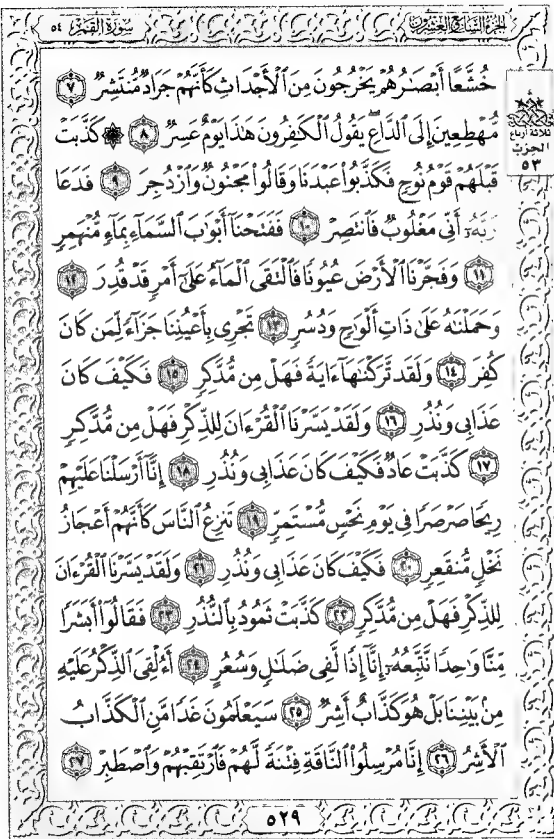 سورة القمر ٥٤
الجزء السابع والعشرون
خُشَّعًا أَبْصَٰرُهُمْ يَخْرُجُونَ مِنَ ٱلْأَجْدَاثِ كَأَنَّهُمْ جَرَادٌ مُّنتَشِرٌ ٧
مُّهْطِعِينَ إِلَى ٱلدَّاعِ يَقُولُ ٱلْكَٰفِرُونَ هَٰذَا يَوْمٌ عَسِرٌ ٨ ۞ كَذَّبَتْ
قَبْلَهُمْ قَوْمُ نُوحٍ فَكَذَّبُوا۟ عَبْدَنَا وَقَالُوا۟ مَجْنُونٌ وَٱزْدُجِرَ ٩ فَدَعَا
رَبَّهُۥٓ أَنِّى مَغْلُوبٌ فَٱنتَصِرْ ١٠ فَفَتَحْنَآ أَبْوَٰبَ ٱلسَّمَآءِ بِمَآءٍ مُّنْهَمِرٍ
١١ وَفَجَّرْنَا ٱلْأَرْضَ عُيُونًا فَٱلْتَقَى ٱلْمَآءُ عَلَىٰٓ أَمْرٍ قَدْ قُدِرَ ١٢
وَحَمَلْنَٰهُ عَلَىٰ ذَاتِ أَلْوَٰحٍ وَدُسُرٍ ١٣ تَجْرِى بِأَعْيُنِنَا جَزَآءً لِّمَن كَانَ
كُفِرَ ١٤ وَلَقَد تَّرَكْنَٰهَآ ءَايَةً فَهَلْ مِن مُّدَّكِرٍ ١٥ فَكَيْفَ كَانَ
عَذَابِى وَنُذُرِ ١٦ وَلَقَدْ يَسَّرْنَا ٱلْقُرْءَانَ لِلذِّكْرِ فَهَلْ مِن مُّدَّكِرٍ
١٧ كَذَّبَتْ عَادٌ فَكَيْفَ كَانَ عَذَابِى وَنُذُرِ ١٨ إِنَّآ أَرْسَلْنَا عَلَيْهِمْ
رِيحًا صَرْصَرًا فِى يَوْمِ نَحْسٍ مُّسْتَمِرٍّ ١٩ تَنزِعُ ٱلنَّاسَ كَأَنَّهُمْ أَعْجَازُ
نَخْلٍ مُّنقَعِرٍ ٢٠ فَكَيْفَ كَانَ عَذَابِى وَنُذُرِ ٢١ وَلَقَدْ يَسَّرْنَا ٱلْقُرْءَانَ
لِلذِّكْرِ فَهَلْ مِن مُّدَّكِرٍ ٢٢ كَذَّبَتْ ثَمُودُ بِٱلنُّذُرِ ٢٣ فَقَالُوٓا۟ أَبَشَرًا
مِّنَّا وَٰحِدًا نَّتَّبِعُهُۥٓ إِنَّآ إِذًا لَّفِى ضَلَٰلٍ وَسُعُرٍ ٢٤ أَءُلْقِىَ ٱلذِّكْرُ عَلَيْهِ
مِنۢ بَيْنِنَا بَلْ هُوَ كَذَّابٌ أَشِرٌ ٢٥ سَيَعْلَمُونَ غَدًا مَّنِ ٱلْكَذَّابُ
ٱلْأَشِرُ ٢٦ إِنَّا مُرْسِلُوا۟ ٱلنَّاقَةِ فِتْنَةً لَّهُمْ فَٱرْتَقِبْهُمْ وَٱصْطَبِرْ ٢٧
ثلاثة أرباع
الحزب
٥٣
٥٢٩